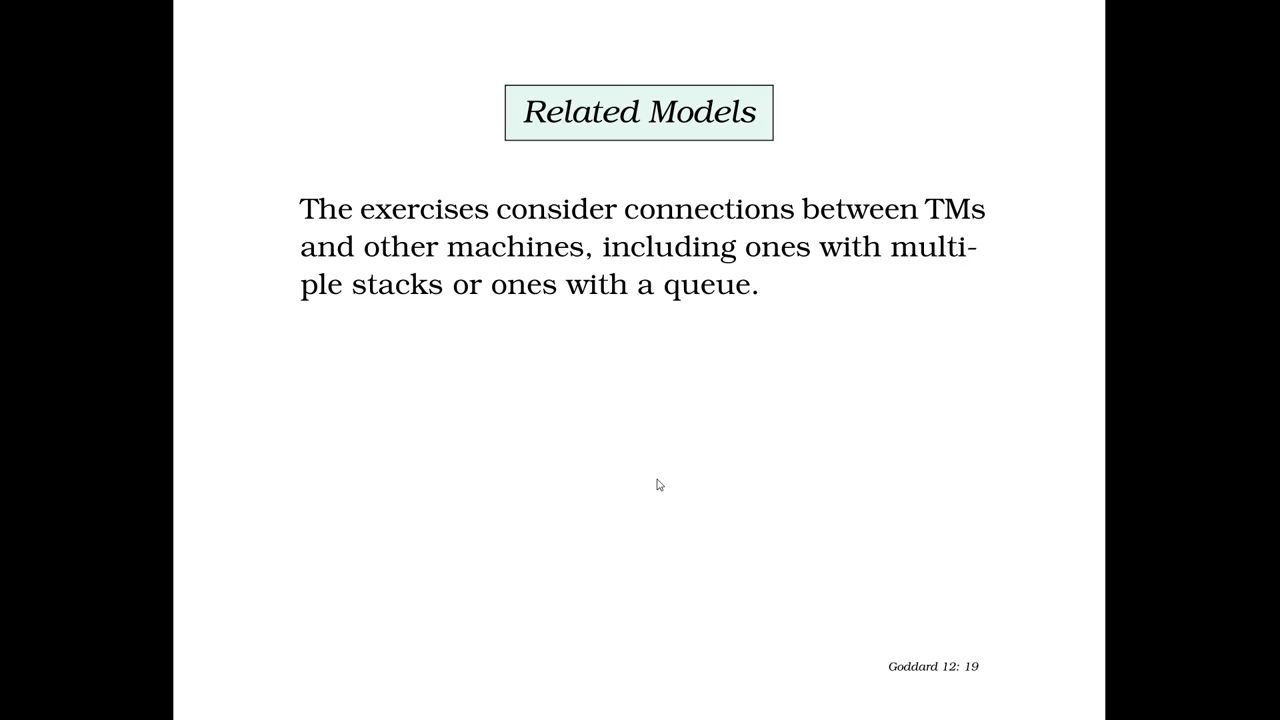 Related Models
The exercises consider connections between TMs
and other machines, including ones with multi-
ple stacks or ones with a queue.
Goddard 12: 19